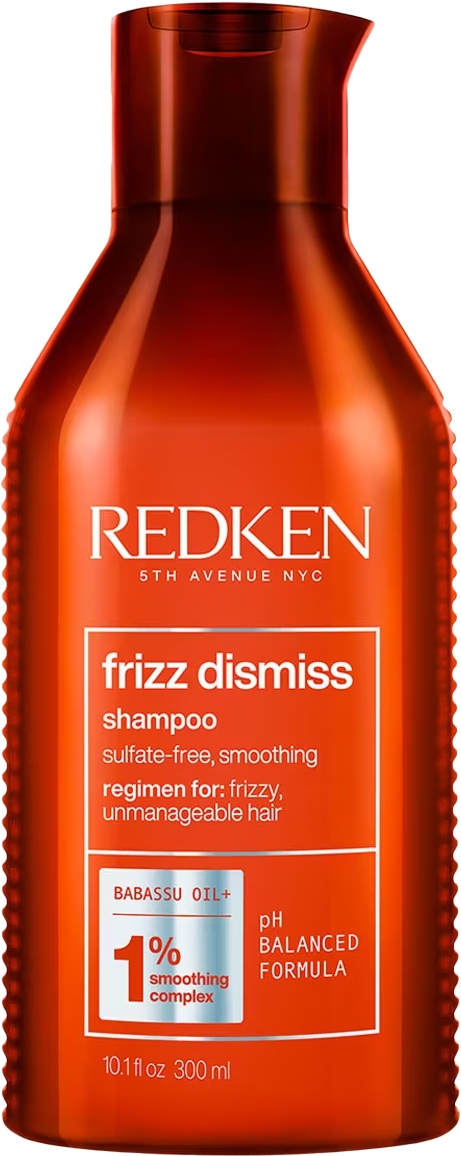 REDKEN
5TH AVENUE NYC
frizz dismiss
shampoo
sulfate-free, smoothing
regimen for: frizzy,
unmanageable hair
BABASSU OIL+
1%
smoothing
complex
pH
BALANCED
FORMULA
10.1 fl oz 300 ml